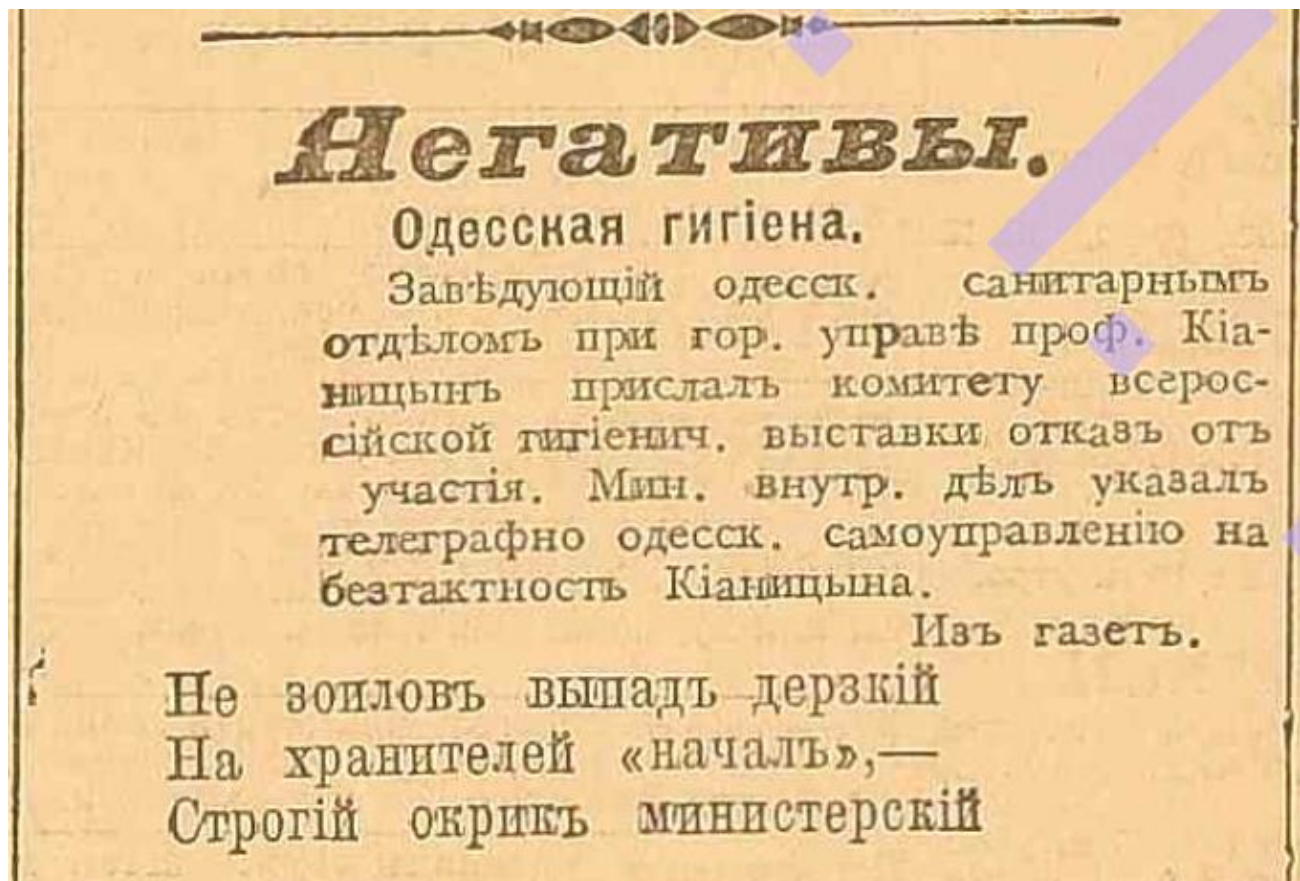 Негативы.
Одесская гигіена.
Завѣдующій одесск. санитарнымъ
отдѣломъ при гор. управѣ проф. Кіа-
ницынъ прислалъ комитету всерос-
сійской гигіенич. выставки отказъ отъ
участія. Мин. внутр. дѣлъ указалъ
телеграфно одесск. самоуправленію на
безтактность Кіаницына.
Изъ газетъ.
Не зоиловъ выпадъ дерзкій
На хранителей «началъ»,—
Строгій окрикъ министерскій